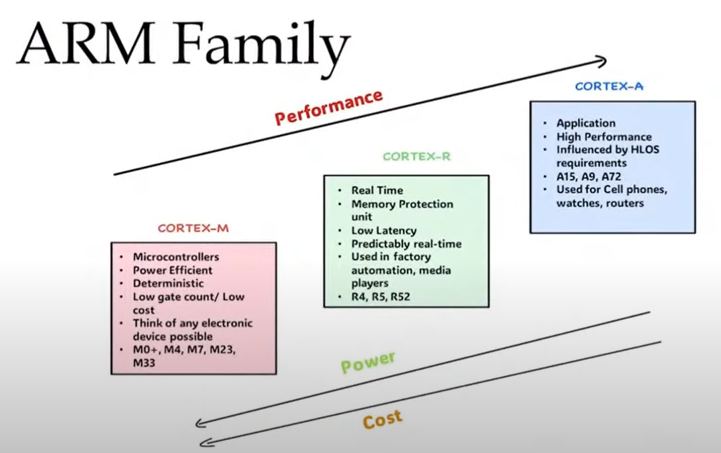 ARM Family
Performance
CORTEX-A
• Application
• High Performance
• Influenced by HLOS
requirements
• A15, A9, A72
• Used for Cell phones,
watches, routers
CORTEX-R
• Real Time
• Memory Protection
unit
• Low Latency
• Predictably real-time
• Used in factory
automation, media
players
• R4, R5, R52
CORTEX-M
• Microcontrollers
• Power Efficient
• Deterministic
• Low gate count/ Low
cost
• Think of any electronic
device possible
• M0+, M4, M7, M23,
M33
Power
Cost